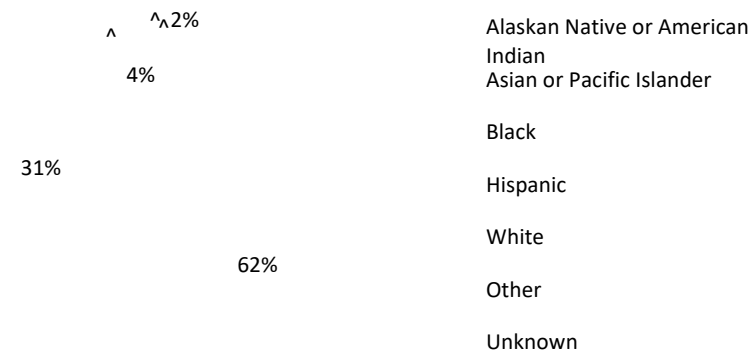 ^ ^^2%
4%
31%
62%
Alaskan Native or American
Indian
Asian or Pacific Islander
Black
Hispanic
White
Other
Unknown